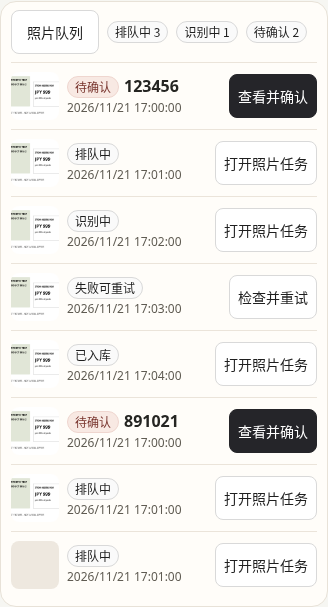 照片队列 排队中 3 识别中 1 待确认 2
待确认 123456
2026/11/21 17:00:00
查看并确认
排队中
2026/11/21 17:01:00
打开照片任务
识别中
2026/11/21 17:02:00
打开照片任务
失败可重试
2026/11/21 17:03:00
检查并重试
已入库
2026/11/21 17:04:00
打开照片任务
待确认 891021
2026/11/21 17:00:00
查看并确认
排队中
2026/11/21 17:01:00
打开照片任务
排队中
2026/11/21 17:01:00
打开照片任务